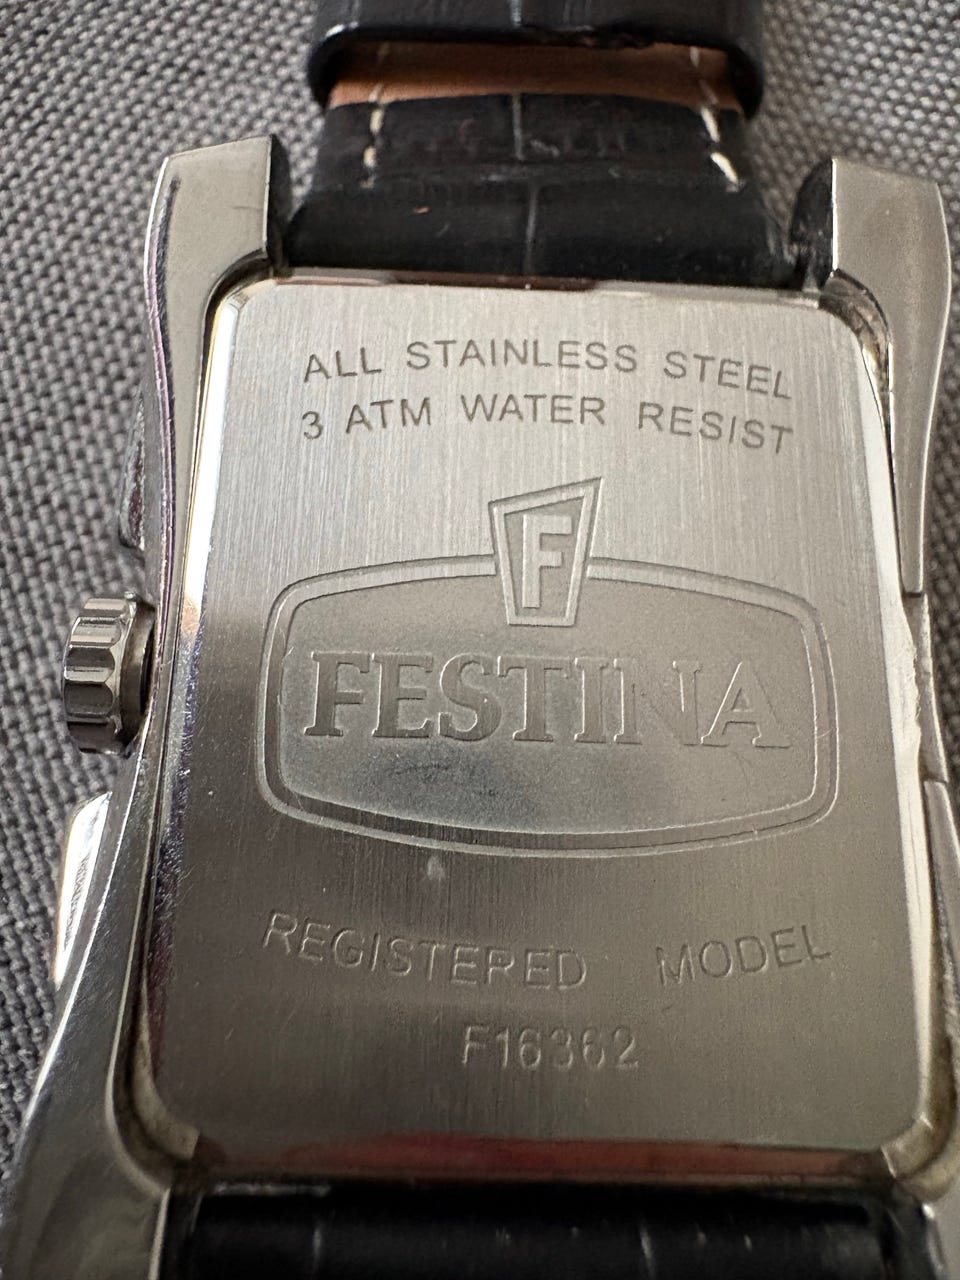 ALL STAINLESS STEEL
3 ATM WATER RESIST
F
FESTINA
REGISTERED MODEL
F16362